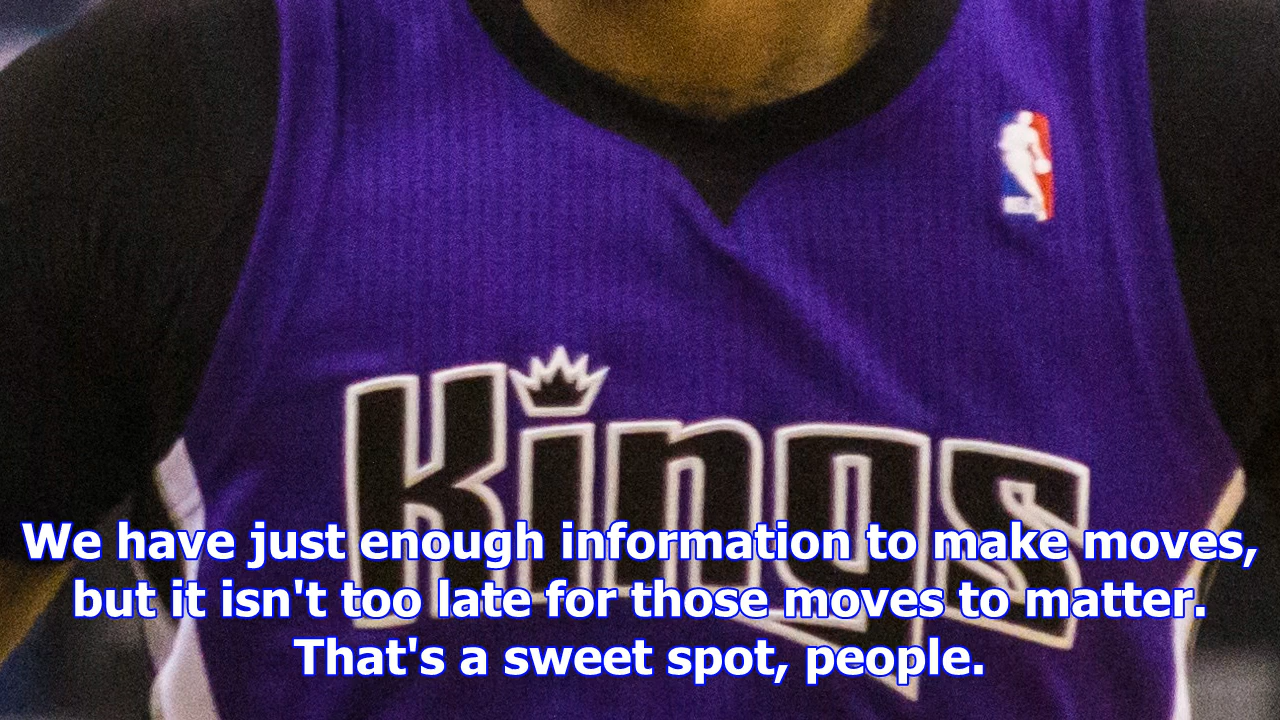 Kings
We have just enough information to make moves,
but it isn't too late for those moves to matter.
That's a sweet spot, people.